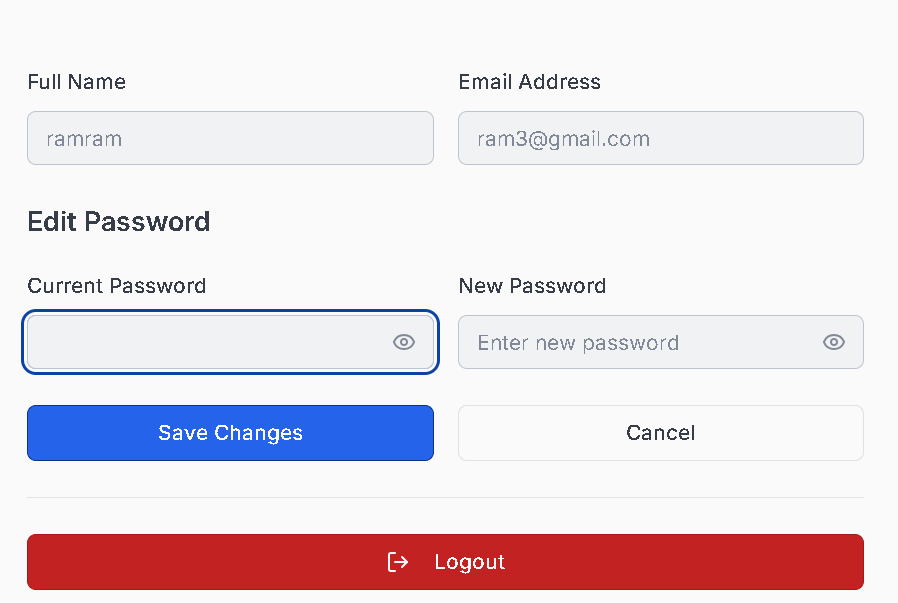 Full Name
Email Address
ramram
ram3@gmail.com
Edit Password
Current Password
New Password
Enter new password
Save Changes
Cancel
Logout